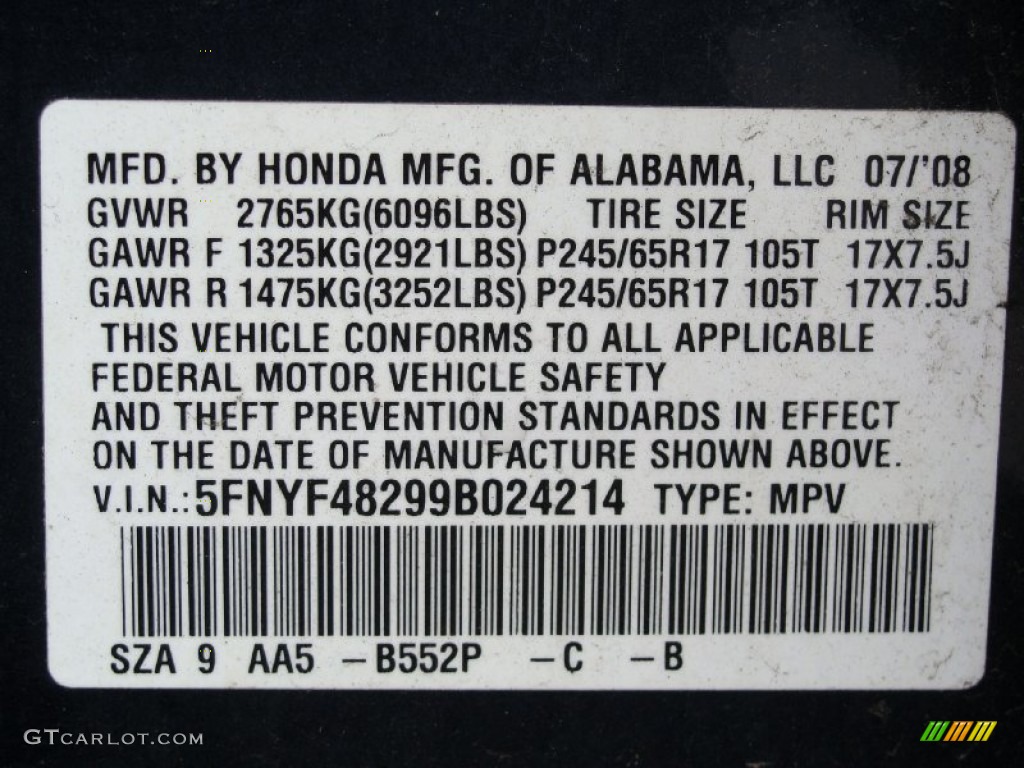 MFD. BY HONDA MFG. OF ALABAMA, LLC 07/'08
GVWR 2765KG(6096LBS) TIRE SIZE RIM SIZE
GAWR F 1325KG(2921LBS) P245/65R17 105T 17X7.5J
GAWR R 1475KG(3252LBS) P245/65R17 105T 17X7.5J
THIS VEHICLE CONFORMS TO ALL APPLICABLE
FEDERAL MOTOR VEHICLE SAFETY
AND THEFT PREVENTION STANDARDS IN EFFECT
ON THE DATE OF MANUFACTURE SHOWN ABOVE.
V.I.N.: 5FNYF48299B024214 TYPE: MPV
SZA 9 AA5 -B552P -C -B
GTCARLOT.COM